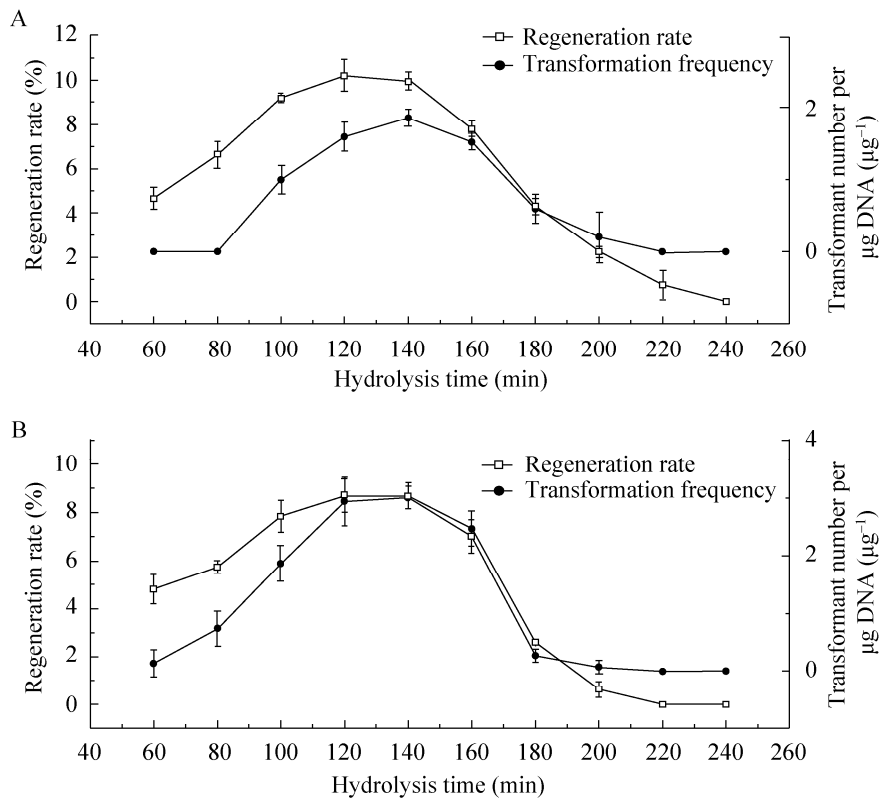 A
Regeneration rate (%)
12
10
8
6
4
2
0
Regeneration rate
Transformation frequency
2
0
Transformant number per
μg DNA (μg⁻¹)
40 60 80 100 120 140 160 180 200 220 240 260
Hydrolysis time (min)
B
Regeneration rate (%)
10
8
6
4
2
0
Regeneration rate
Transformation frequency
4
2
0
Transformant number per
μg DNA (μg⁻¹)
40 60 80 100 120 140 160 180 200 220 240 260
Hydrolysis time (min)